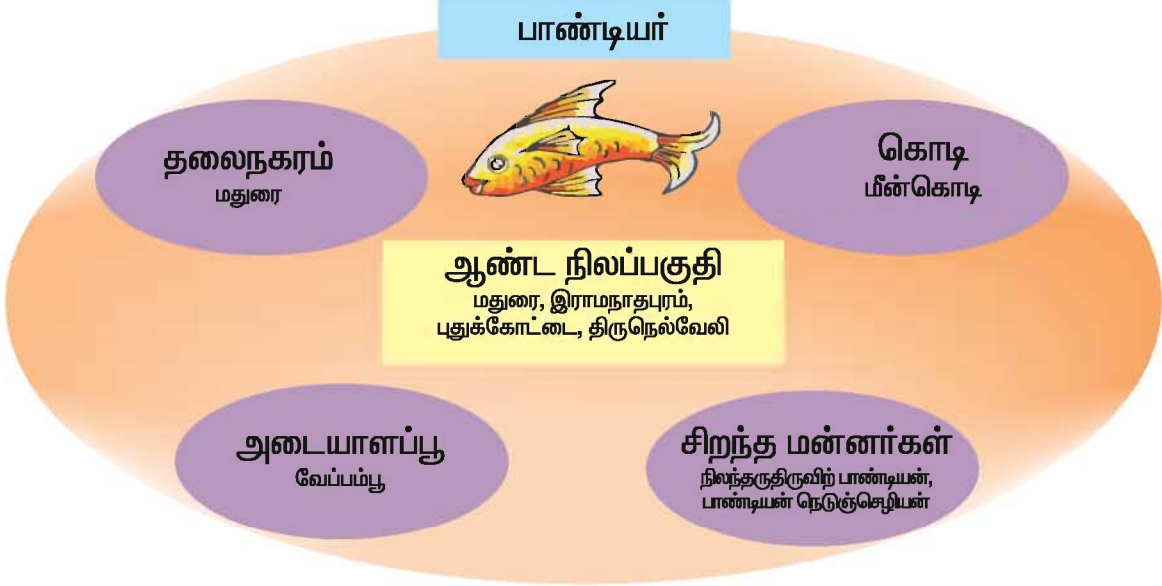 பாண்டியர்
தலைநகரம்
மதுரை
கொடி
மீன்கொடி
ஆண்ட நிலப்பகுதி
மதுரை, இராமநாதபுரம்,
புதுக்கோட்டை, திருநெல்வேலி
அடையாளப்பூ
வேப்பம்பூ
சிறந்த மன்னர்கள்
நிலந்தருதிருவிற் பாண்டியன்,
பாண்டியன் நெடுஞ்செழியன்